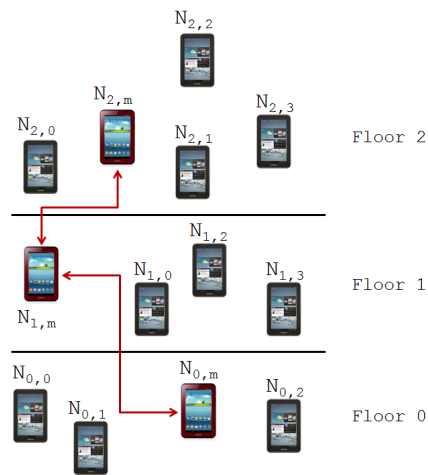 N2,2
N2,m
N2,3
N2,0
N2,1
Floor 2
N1,2
N1,0
N1,3
Floor 1
N1,m
N0,0
N0,m
N0,1
N0,2
Floor 0